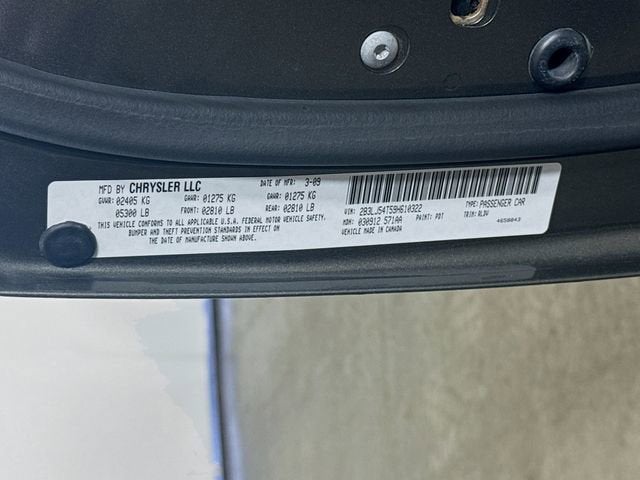 MFD BY CHRYSLER LLC DATE OF MFR: 3-09
GVWR: 02405 KG GAWR: 01275 KG GAWR: 01275 KG
05300 LB FRONT: 02810 LB REAR: 02810 LB
THIS VEHICLE CONFORMS TO ALL APPLICABLE U.S.A. FEDERAL MOTOR VEHICLE SAFETY,
BUMPER AND THEFT PREVENTION STANDARDS IN EFFECT ON
THE DATE OF MANUFACTURE SHOWN ABOVE.
VIN: 2B3LJ54T59H610322 TYPE: PASSENGER CAR
MDH: 030912 571AA PAINT: PDT TRIM: RLDV
VEHICLE MADE IN CANADA 4658043